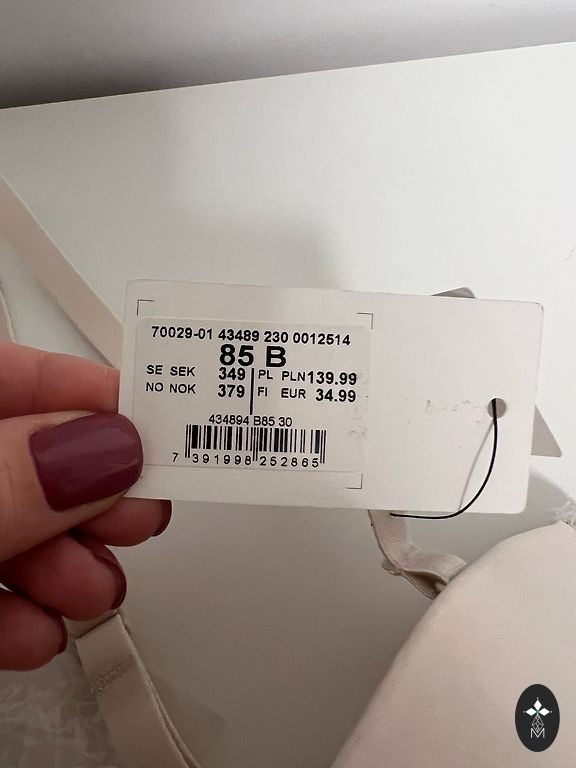 70029-01 43489 230 0012514
85 B
SE SEK 349 PL PLN 139.99
NO NOK 379 FI EUR 34.99
434894 B85 30
7 391998 252865
M